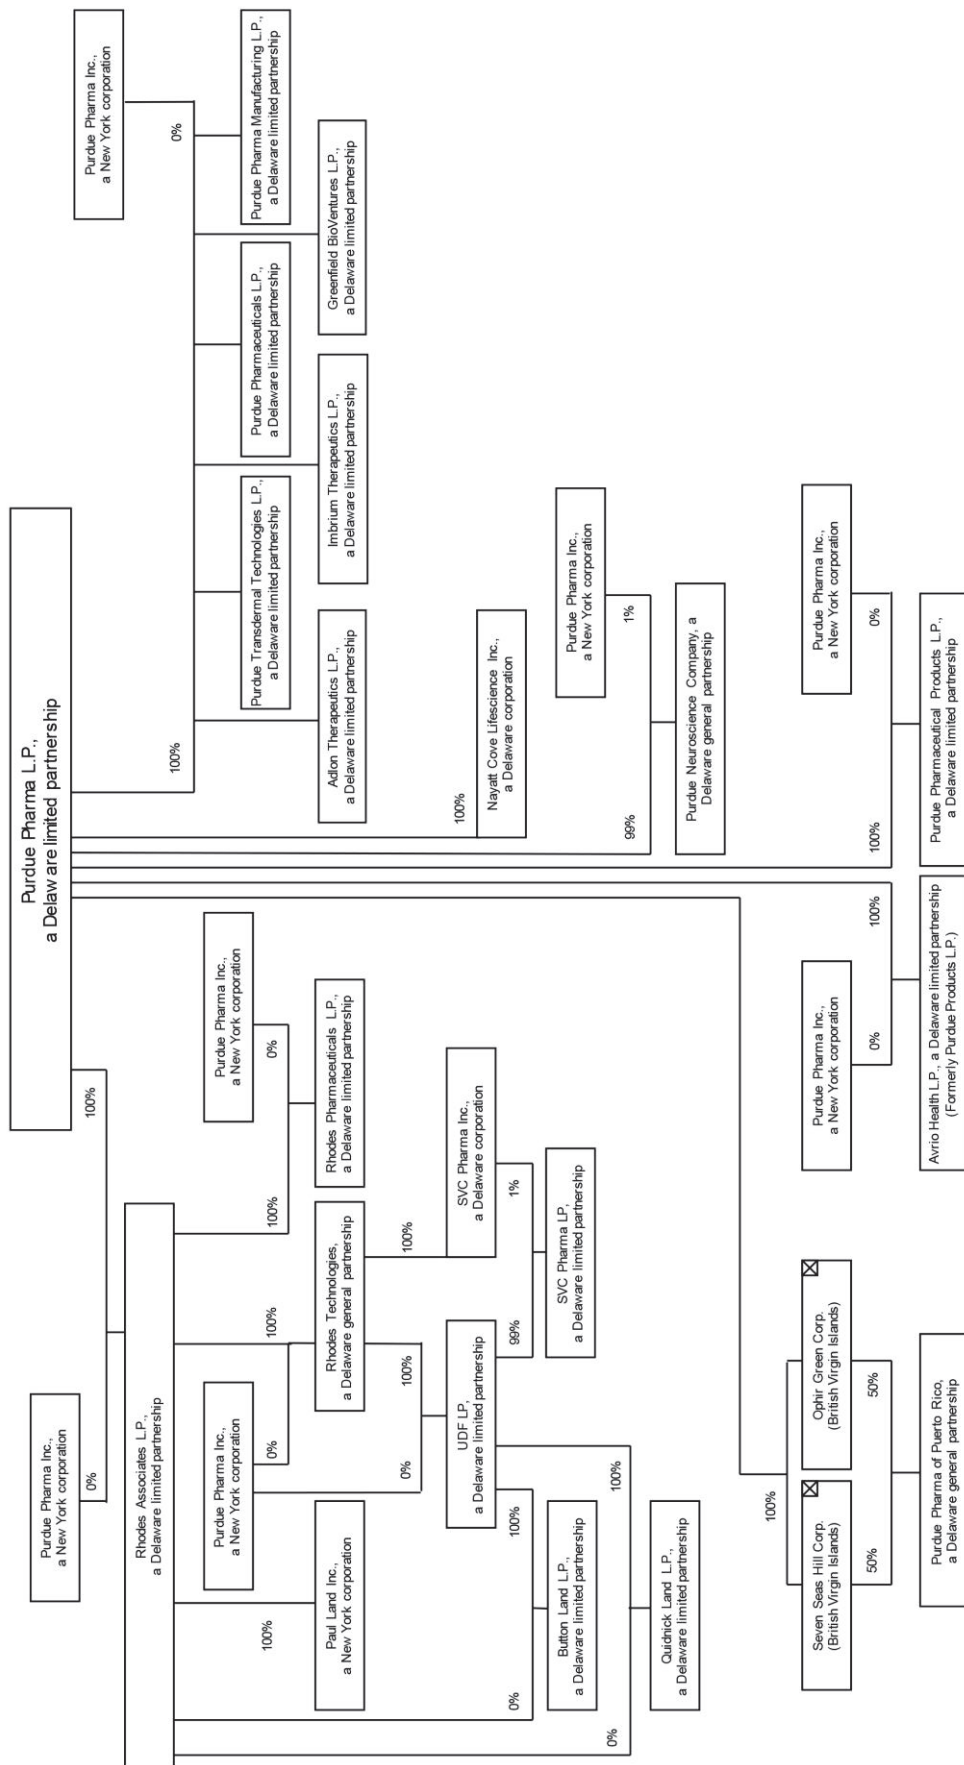 Purdue Pharma L.P.,
a Delaware limited partnership
Purdue Pharma Inc.,
a New York corporation
0%
100%
Rhodes Associates L.P.,
a Delaware limited partnership
Purdue Pharma Inc.,
a New York corporation
0%
100%
Purdue Pharma Inc.,
a New York corporation
0%
100%
100%
Purdue Pharma Inc.,
a New York corporation
0%
100%
Paul Land Inc.,
a New York corporation
Rhodes Technologies,
a Delaware general partnership
Rhodes Pharmaceuticals L.P.,
a Delaware limited partnership
0%
100%
100%
UDF LP,
a Delaware limited partnership
SVC Pharma Inc.,
a Delaware corporation
0%
100%
99%
1%
Button Land L.P.,
a Delaware limited partnership
SVC Pharma LP,
a Delaware limited partnership
0%
100%
Quidnick Land L.P.,
a Delaware limited partnership
Purdue Transdermal Technologies L.P.,
a Delaware limited partnership
Purdue Pharmaceuticals L.P.,
a Delaware limited partnership
Purdue Pharma Manufacturing L.P.,
a Delaware limited partnership
Adlon Therapeutics L.P.,
a Delaware limited partnership
Imbrium Therapeutics L.P.,
a Delaware limited partnership
Greenfield BioVentures L.P.,
a Delaware limited partnership
100%
Nayatt Cove Lifescience Inc.,
a Delaware corporation
Purdue Pharma Inc.,
a New York corporation
99%
1%
Purdue Neuroscience Company, a
Delaware general partnership
100%
Seven Seas Hill Corp.
(British Virgin Islands)
Ophir Green Corp.
(British Virgin Islands)
Purdue Pharma Inc.,
a New York corporation
Purdue Pharma Inc.,
a New York corporation
50%
50%
0%
100%
100%
0%
Purdue Pharma of Puerto Rico,
a Delaware general partnership
Avrio Health L.P., a Delaware limited partnership
(Formerly Purdue Products L.P.)
Purdue Pharmaceutical Products L.P.,
a Delaware limited partnership